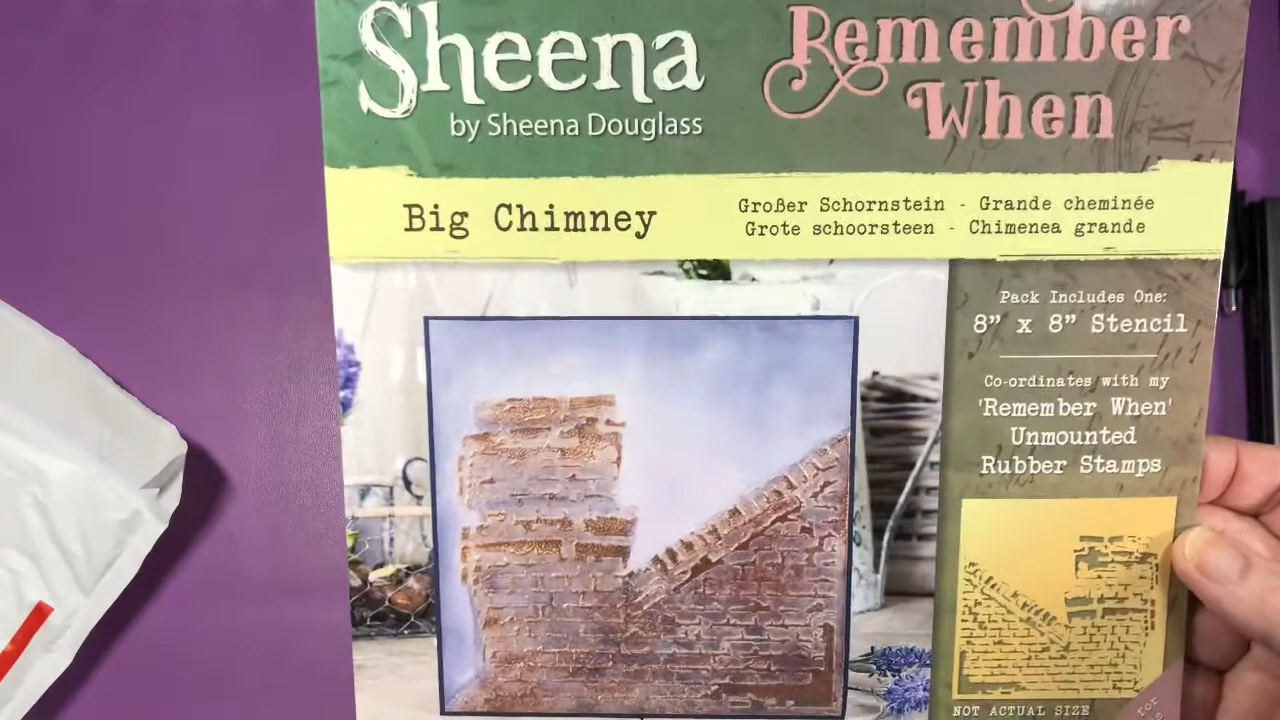 Sheena
by Sheena Douglass
Remember
When
Big Chimney
Großer Schornstein - Grande cheminée
Grote schoorsteen - Chimenea grande
Pack Includes One:
8" x 8" Stencil
Co-ordinates with my
'Remember When'
Unmounted
Rubber Stamps
NOT ACTUAL SIZE
for